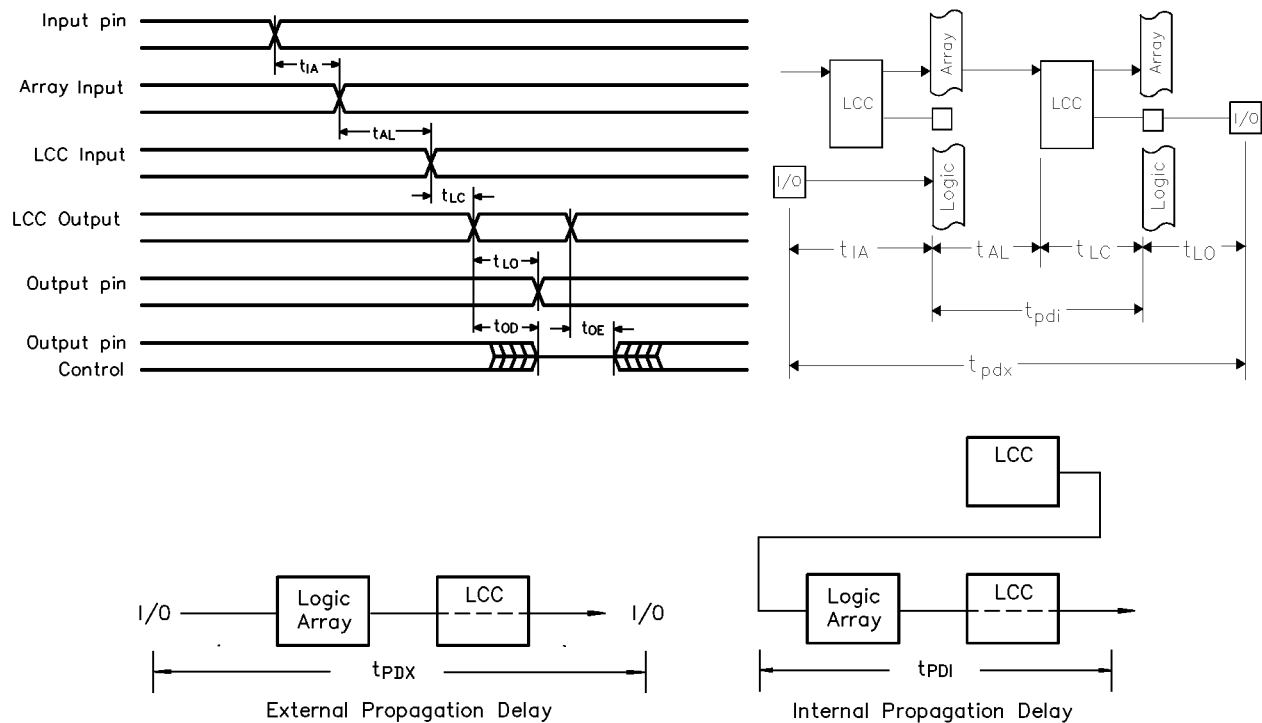 Input pin
tIA
Array Input
tAL
LCC Input
tLC
LCC Output
tLO
Output pin
tOD
tOE
Output pin
Control
Array
Array
LCC
LCC
I/O
I/O
Logic
Logic
tIA
tAL
tLC
tLO
tpdi
tpdx
LCC
I/O
Logic
Array
LCC
I/O
tPDX
External Propagation Delay
Logic
Array
LCC
tPDI
Internal Propagation Delay